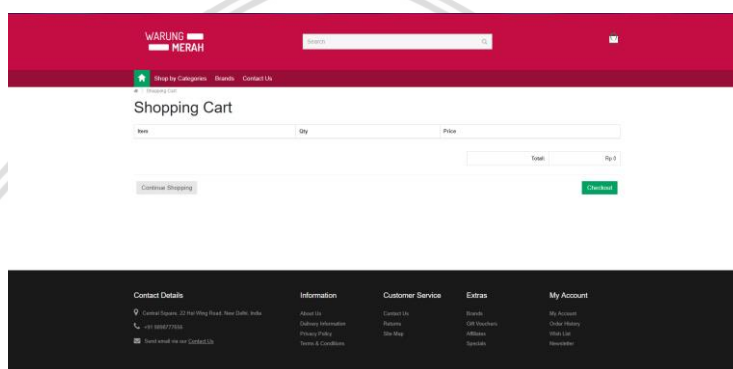 WARUNG
MERAH
Search
Shop by Categories Brands Contact Us
Shopping Cart
Shopping Cart
Item Qty Price
Total: Rp 0
Continue Shopping Checkout
Contact Details Information Customer Service Extras My Account
Central Square, 22 Hoi Wing Road, New Delhi, India About Us Contact Us Brands My Account
Delivery Information Returns Gift Vouchers Order History
Privacy Policy Site Map Affiliates Wish List
Send email via our Contact Us Terms & Conditions Specials Newsletter